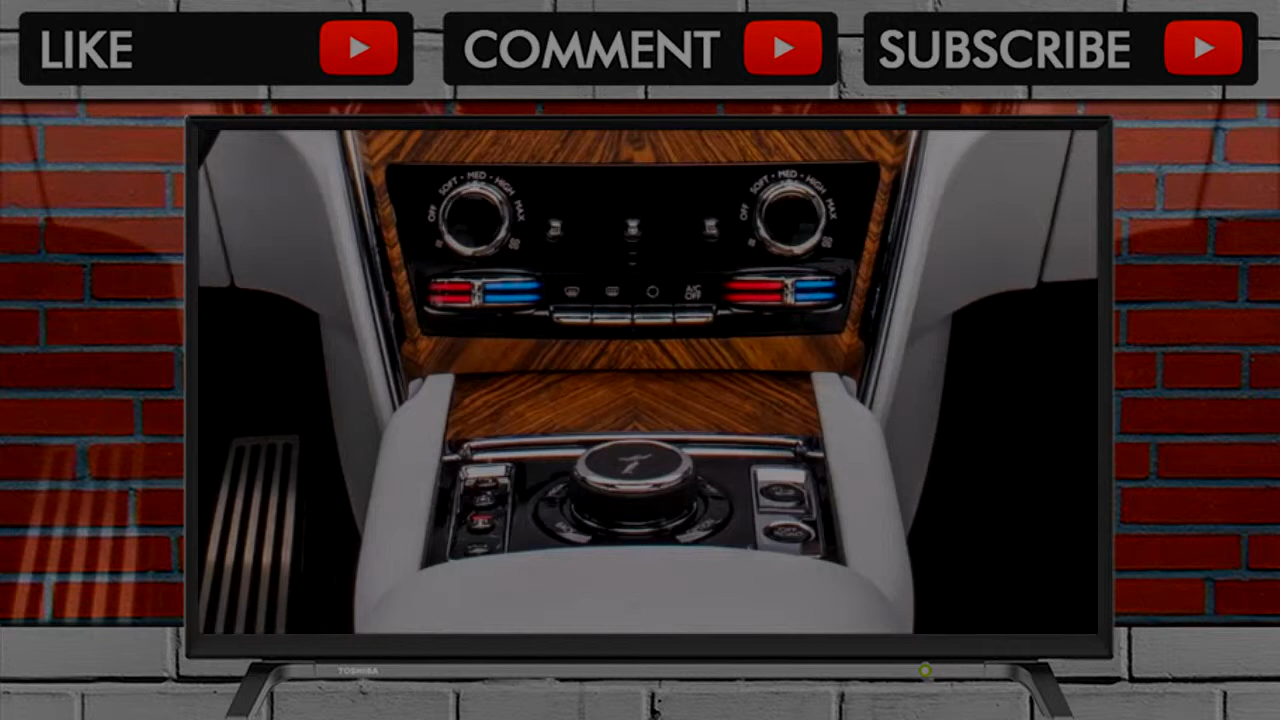 LIKE
COMMENT
SUBSCRIBE
SOFT • MED • HIGH
OFF
MAX
SOFT • MED • HIGH
OFF
MAX
A/C
OFF
TOSHIBA